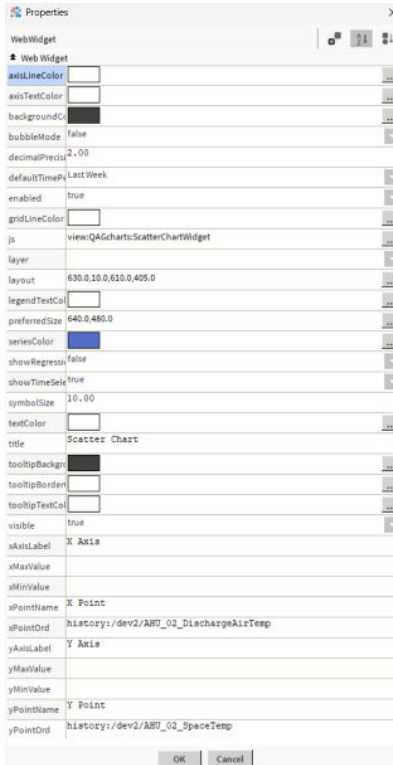 Properties
WebWidget
Web Widget
axisLineColor
axisTextColor
backgroundCo
bubbleMode false
decimalPrecisi 2.00
defaultTimePe Last Week
enabled true
gridLineColor
js view:QAGcharts:ScatterChartWidget
layer
layout 630.0,10.0,610.0,405.0
legendTextCol
preferredSize 640.0,480.0
seriesColor
showRegressi false
showTimeSele true
symbolSize 10.00
textColor
title Scatter Chart
tooltipBackgro
tooltipBorder
tooltipTextCol
visible true
xAxisLabel X Axis
xMaxValue
xMinValue
xPointName X Point
xPointOrd history:/dev2/AHU_02_DischargeAirTemp
yAxisLabel Y Axis
yMaxValue
yMinValue
yPointName Y Point
yPointOrd history:/dev2/AHU_02_SpaceTemp
OK Cancel